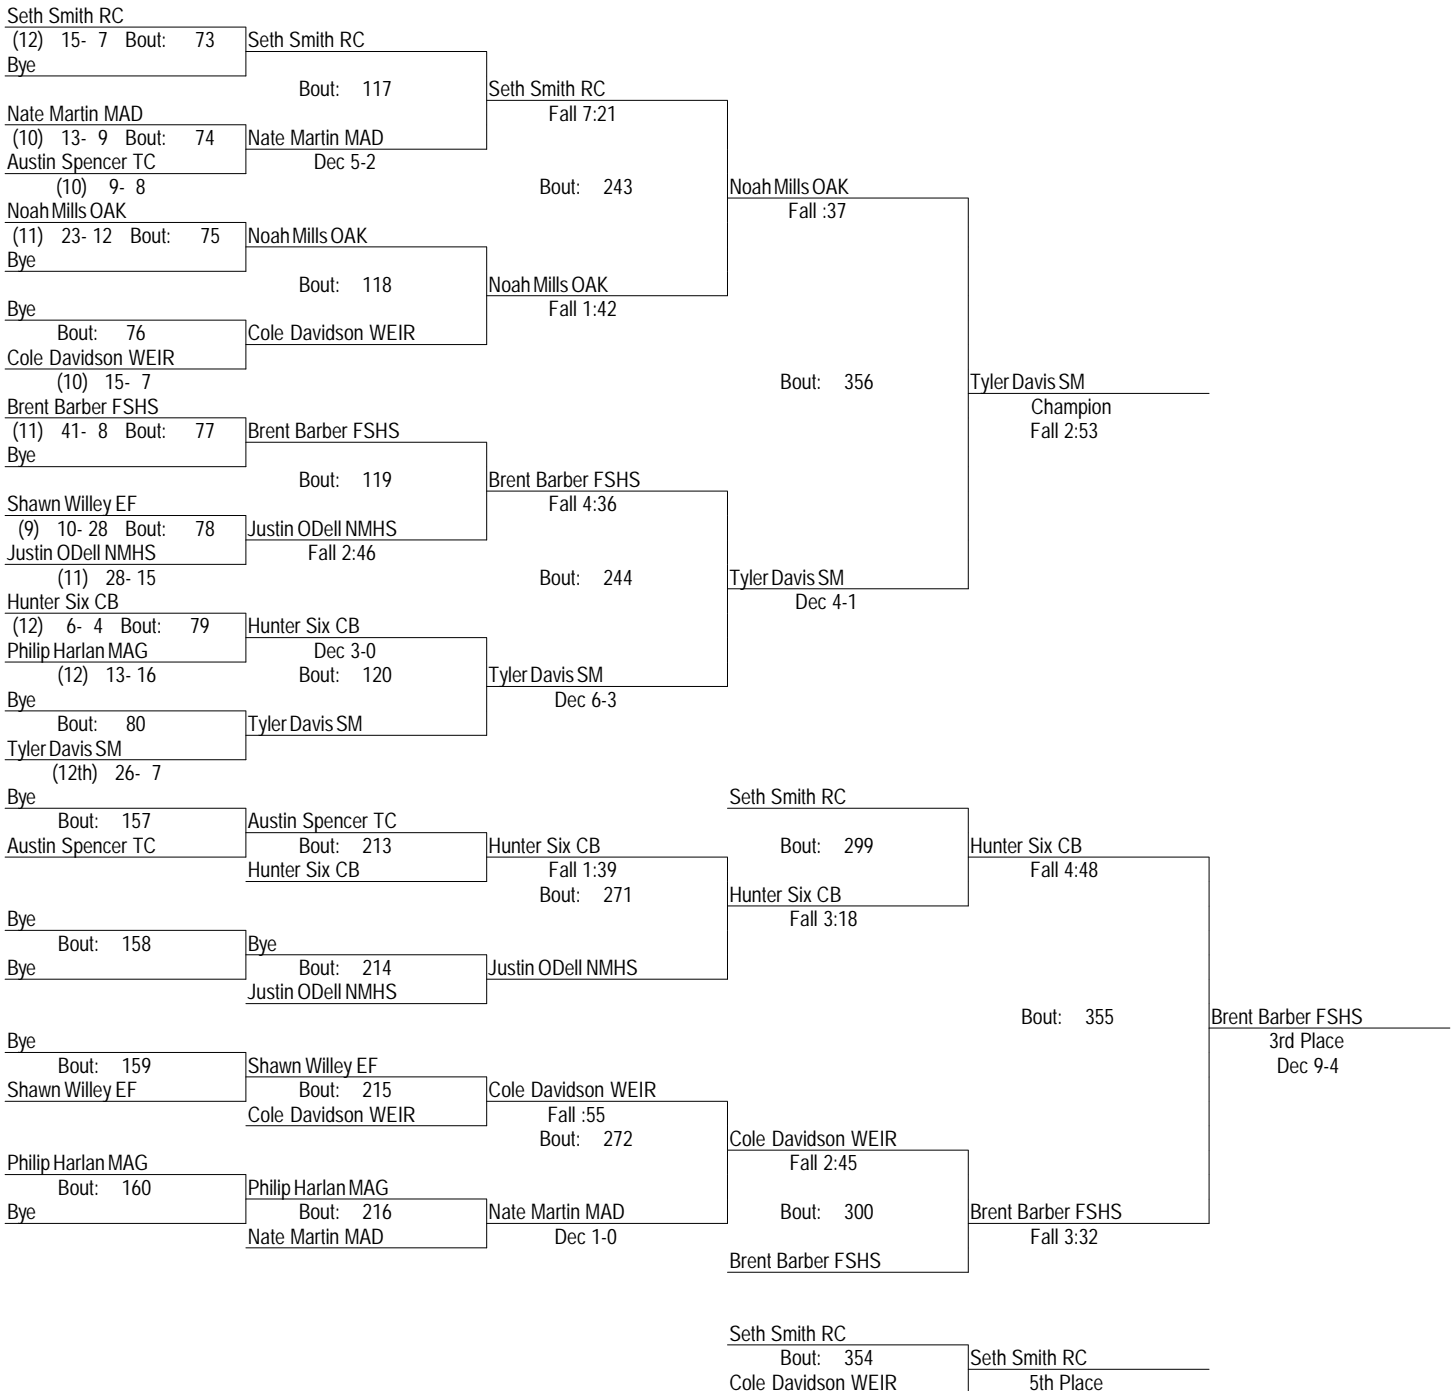 Seth Smith RC
(12) 15- 7 Bout: 73 Seth Smith RC
Bye
Bout: 117 Seth Smith RC
Nate Martin MAD Fall 7:21
(10) 13- 9 Bout: 74 Nate Martin MAD
Austin Spencer TC Dec 5-2
(10) 9- 8 Bout: 243 Noah Mills OAK
Noah Mills OAK Fall :37
(11) 23- 12 Bout: 75 Noah Mills OAK
Bye
Bout: 118 Noah Mills OAK
Bye Fall 1:42
Bout: 76 Cole Davidson WEIR
Cole Davidson WEIR
(10) 15- 7 Bout: 356 Tyler Davis SM
Brent Barber FSHS Champion
(11) 41- 8 Bout: 77 Brent Barber FSHS Fall 2:53
Bye
Bout: 119 Brent Barber FSHS
Shawn Willey EF Fall 4:36
(9) 10- 28 Bout: 78 Justin ODell NMHS
Justin ODell NMHS Fall 2:46
(11) 28- 15 Bout: 244 Tyler Davis SM
Hunter Six CB Dec 4-1
(12) 6- 4 Bout: 79 Hunter Six CB
Philip Harlan MAG Dec 3-0
(12) 13- 16 Bout: 120 Tyler Davis SM
Bye Dec 6-3
Bout: 80 Tyler Davis SM
Tyler Davis SM
(12th) 26- 7
Bye Seth Smith RC
Bout: 157 Austin Spencer TC
Austin Spencer TC Bout: 213 Hunter Six CB Bout: 299 Hunter Six CB
Hunter Six CB Fall 1:39 Fall 4:48
Bout: 271 Hunter Six CB
Bye Fall 3:18
Bout: 158 Bye
Bye Bout: 214 Justin ODell NMHS
Justin ODell NMHS
Bout: 355 Brent Barber FSHS
Bye 3rd Place
Bout: 159 Shawn Willey EF Dec 9-4
Shawn Willey EF Bout: 215 Cole Davidson WEIR
Cole Davidson WEIR Fall :55
Bout: 272 Cole Davidson WEIR
Philip Harlan MAG Fall 2:45
Bout: 160 Philip Harlan MAG
Bye Bout: 216 Nate Martin MAD Bout: 300 Brent Barber FSHS
Nate Martin MAD Dec 1-0 Fall 3:32
Brent Barber FSHS
Seth Smith RC
Bout: 354 Seth Smith RC
Cole Davidson WEIR 5th Place